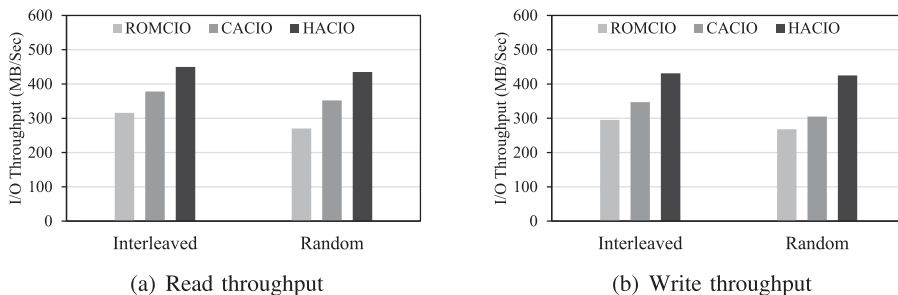 I/O Throughput (MB/Sec)
600
500
400
300
200
100
0
ROMCIO CACIO HACIO
Interleaved Random
(a) Read throughput
I/O Throughput (MB/Sec)
600
500
400
300
200
100
0
ROMCIO CACIO HACIO
Interleaved Random
(b) Write throughput